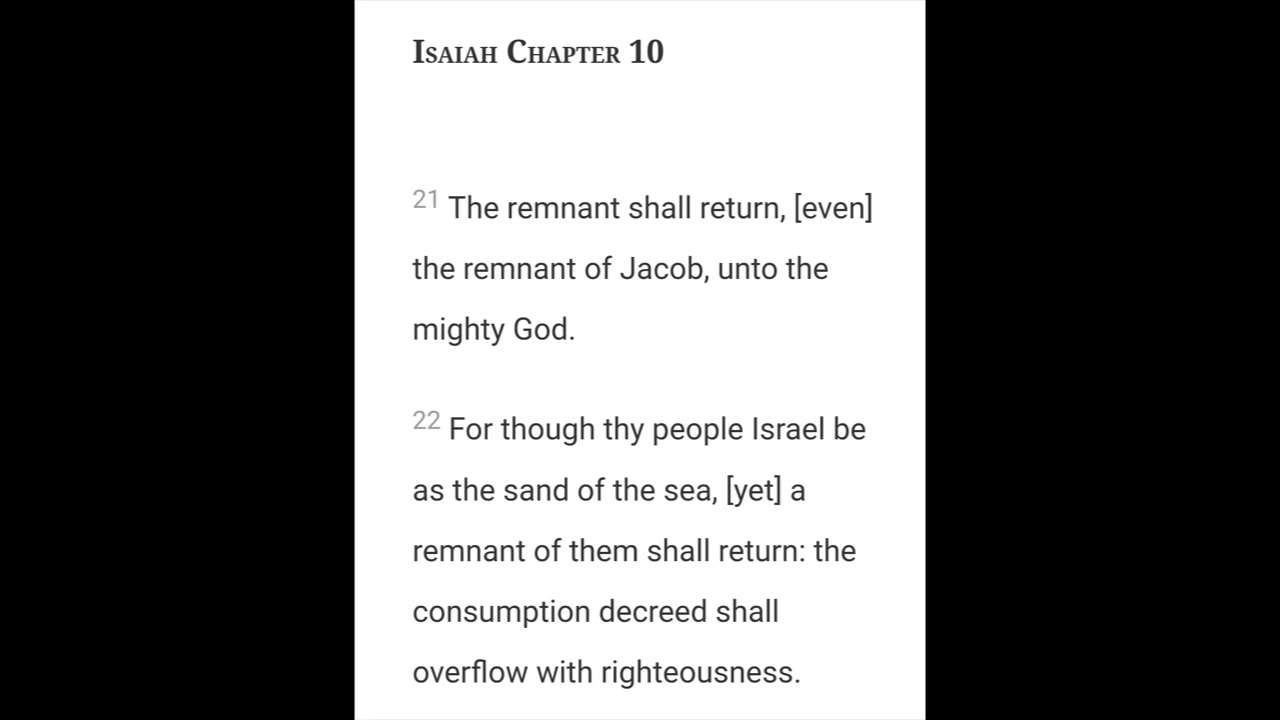 Isaiah Chapter 10
21 The remnant shall return, [even]
the remnant of Jacob, unto the
mighty God.
22 For though thy people Israel be
as the sand of the sea, [yet] a
remnant of them shall return: the
consumption decreed shall
overflow with righteousness.